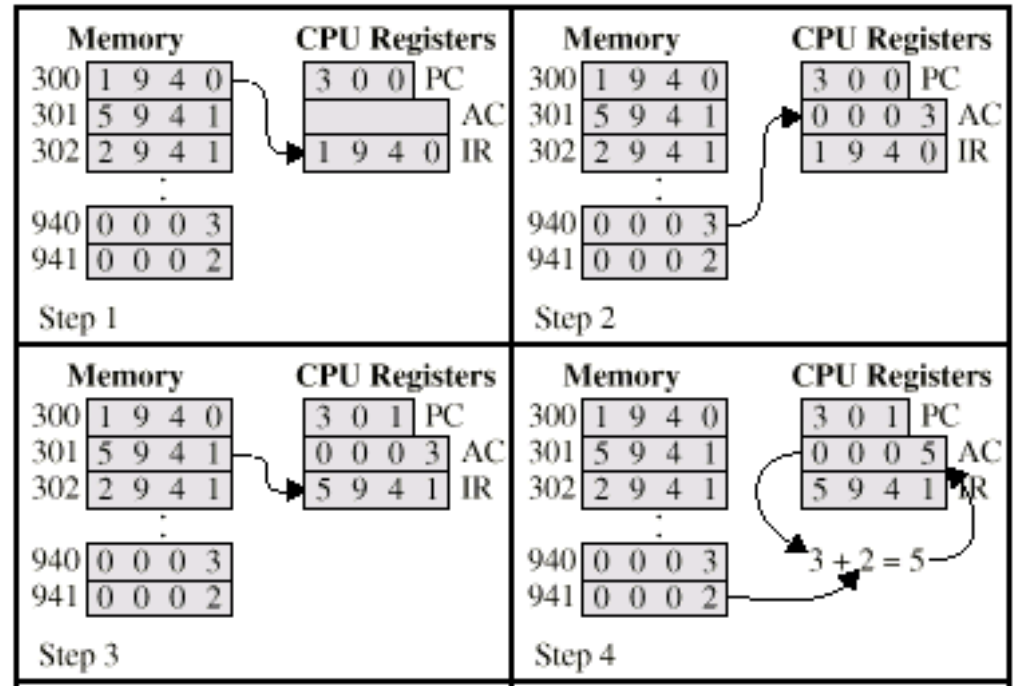 Memory CPU Registers
300 1 9 4 0 3 0 0 PC
301 5 9 4 1 AC
302 2 9 4 1 1 9 4 0 IR
940 0 0 0 3
941 0 0 0 2
Step 1
Memory CPU Registers
300 1 9 4 0 3 0 0 PC
301 5 9 4 1 0 0 0 3 AC
302 2 9 4 1 1 9 4 0 IR
940 0 0 0 3
941 0 0 0 2
Step 2
Memory CPU Registers
300 1 9 4 0 3 0 1 PC
301 5 9 4 1 0 0 0 3 AC
302 2 9 4 1 5 9 4 1 IR
940 0 0 0 3
941 0 0 0 2
Step 3
Memory CPU Registers
300 1 9 4 0 3 0 1 PC
301 5 9 4 1 0 0 0 5 AC
302 2 9 4 1 5 9 4 1 IR
940 0 0 0 3 3 + 2 = 5
941 0 0 0 2
Step 4